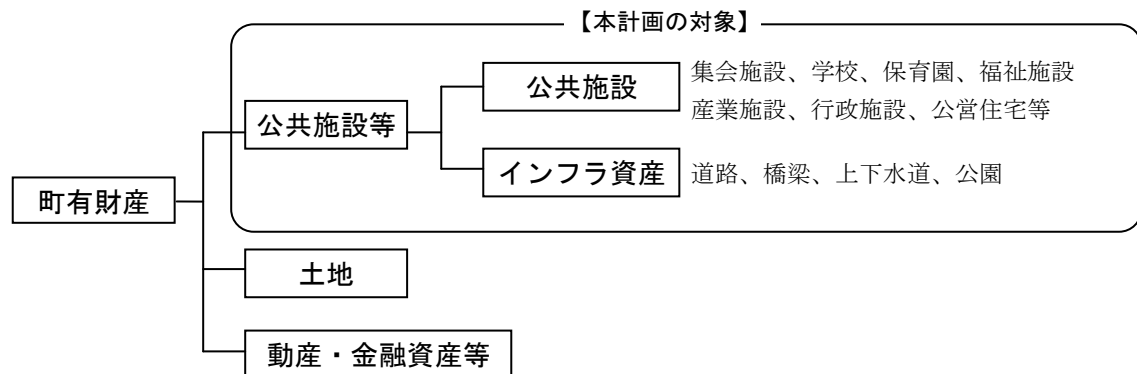 【本計画の対象】
公共施設
集会施設、学校、保育園、福祉施設
産業施設、行政施設、公営住宅等
公共施設等
インフラ資産
道路、橋梁、上下水道、公園
町有財産
土地
動産・金融資産等